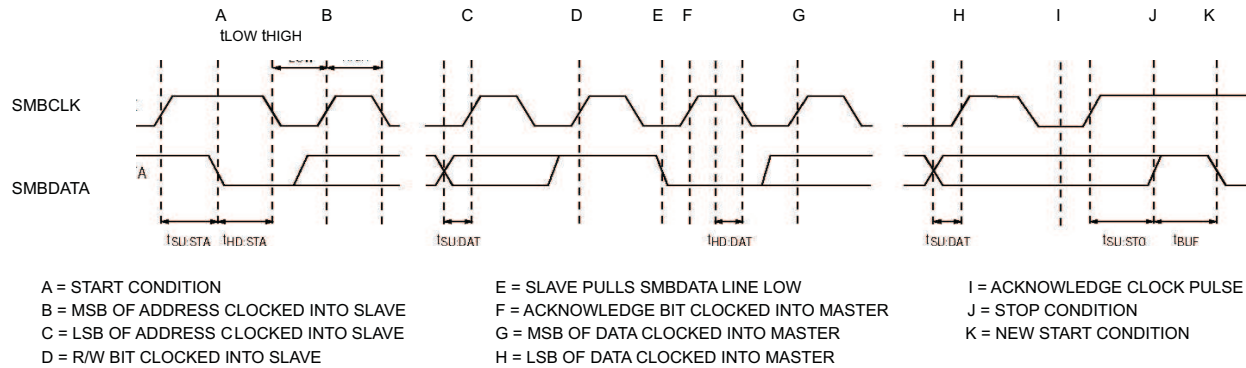 A B C D E F G H I J K
tLOW tHIGH
SMBCLK
SMBDATA
tSU:STA tHD:STA tSU:DAT tHD:DAT tSU:DAT tSU:STO tBUF
A = START CONDITION
B = MSB OF ADDRESS CLOCKED INTO SLAVE
C = LSB OF ADDRESS CLOCKED INTO SLAVE
D = R/W BIT CLOCKED INTO SLAVE
E = SLAVE PULLS SMBDATA LINE LOW
F = ACKNOWLEDGE BIT CLOCKED INTO MASTER
G = MSB OF DATA CLOCKED INTO MASTER
H = LSB OF DATA CLOCKED INTO MASTER
I = ACKNOWLEDGE CLOCK PULSE
J = STOP CONDITION
K = NEW START CONDITION